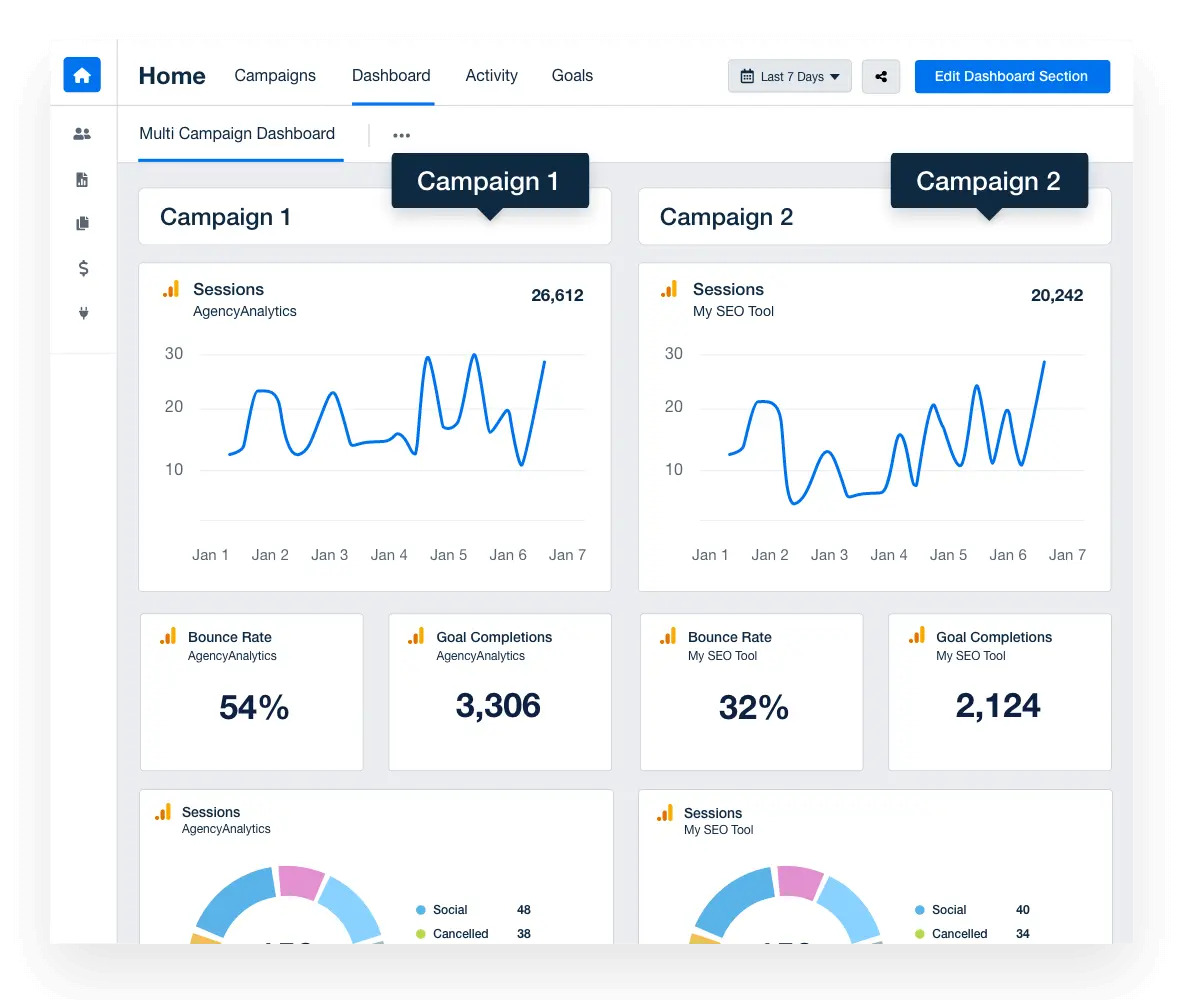 Home Campaigns Dashboard Activity Goals Last 7 Days Edit Dashboard Section
Multi Campaign Dashboard
Campaign 1
Campaign 2
Campaign 1
Campaign 2
Sessions
AgencyAnalytics
26,612
30
20
10
Jan 1 Jan 2 Jan 3 Jan 4 Jan 5 Jan 6 Jan 7
Sessions
My SEO Tool
20,242
30
20
10
Jan 1 Jan 2 Jan 3 Jan 4 Jan 5 Jan 6 Jan 7
Bounce Rate
AgencyAnalytics
54%
Goal Completions
AgencyAnalytics
3,306
Bounce Rate
My SEO Tool
32%
Goal Completions
My SEO Tool
2,124
Sessions
AgencyAnalytics
Social 48
Cancelled 38
Sessions
My SEO Tool
Social 40
Cancelled 34